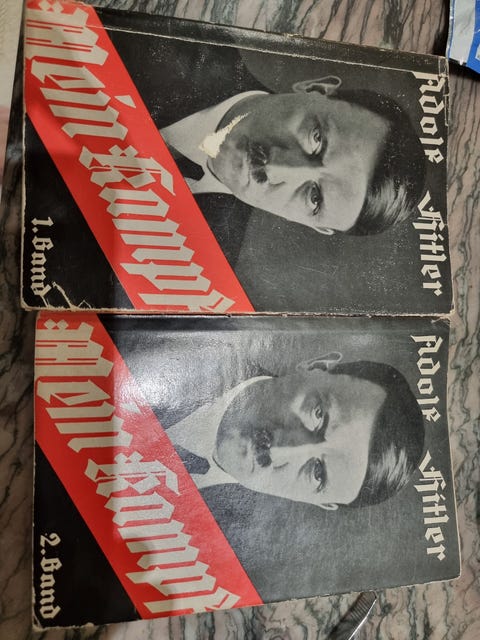 Adolf Hitler
Mein Kampf
1. Band
Adolf Hitler
Mein Kampf
2. Band